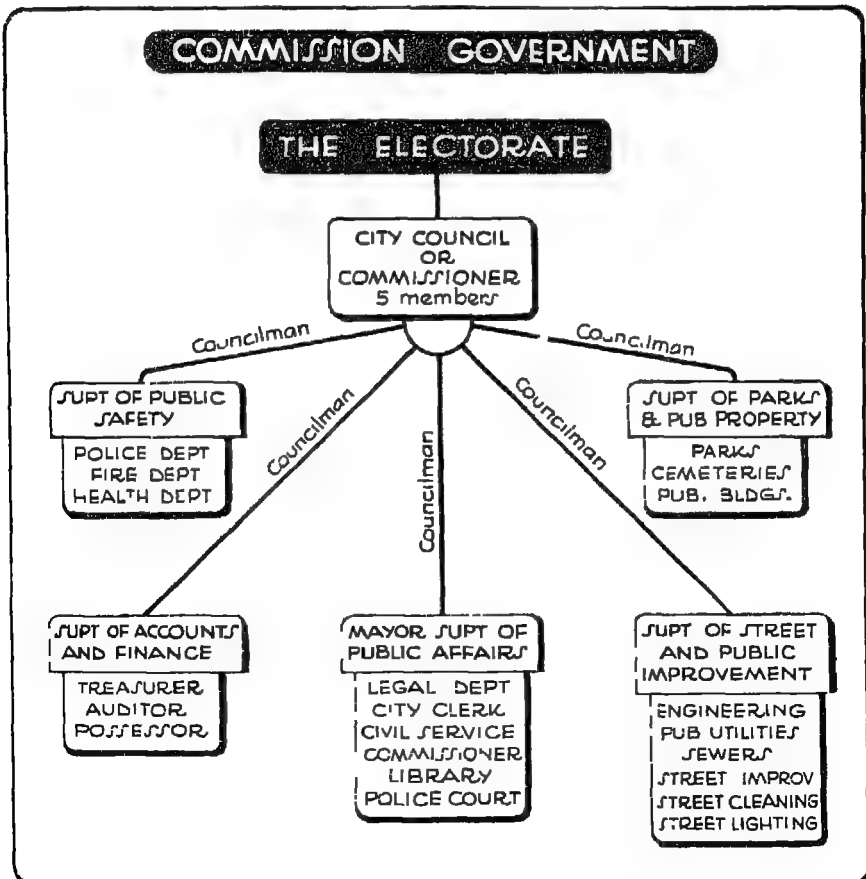 COMMISSION GOVERNMENT
THE ELECTORATE
CITY COUNCIL
OR
COMMISSIONER
5 members
Councilman
Councilman
Councilman
Councilman
Councilman
SUPT OF PUBLIC
SAFETY
POLICE DEPT
FIRE DEPT
HEALTH DEPT
SUPT OF PARKS
& PUB PROPERTY
PARKS
CEMETERIES
PUB. BLDGS.
SUPT OF ACCOUNTS
AND FINANCE
TREASURER
AUDITOR
POSSESSOR
MAYOR SUPT OF
PUBLIC AFFAIRS
LEGAL DEPT
CITY CLERK
CIVIL SERVICE
COMMISSIONER
LIBRARY
POLICE COURT
SUPT OF STREET
AND PUBLIC
IMPROVEMENT
ENGINEERING
PUB UTILITIES
SEWERS
STREET IMPROV
STREET CLEANING
STREET LIGHTING